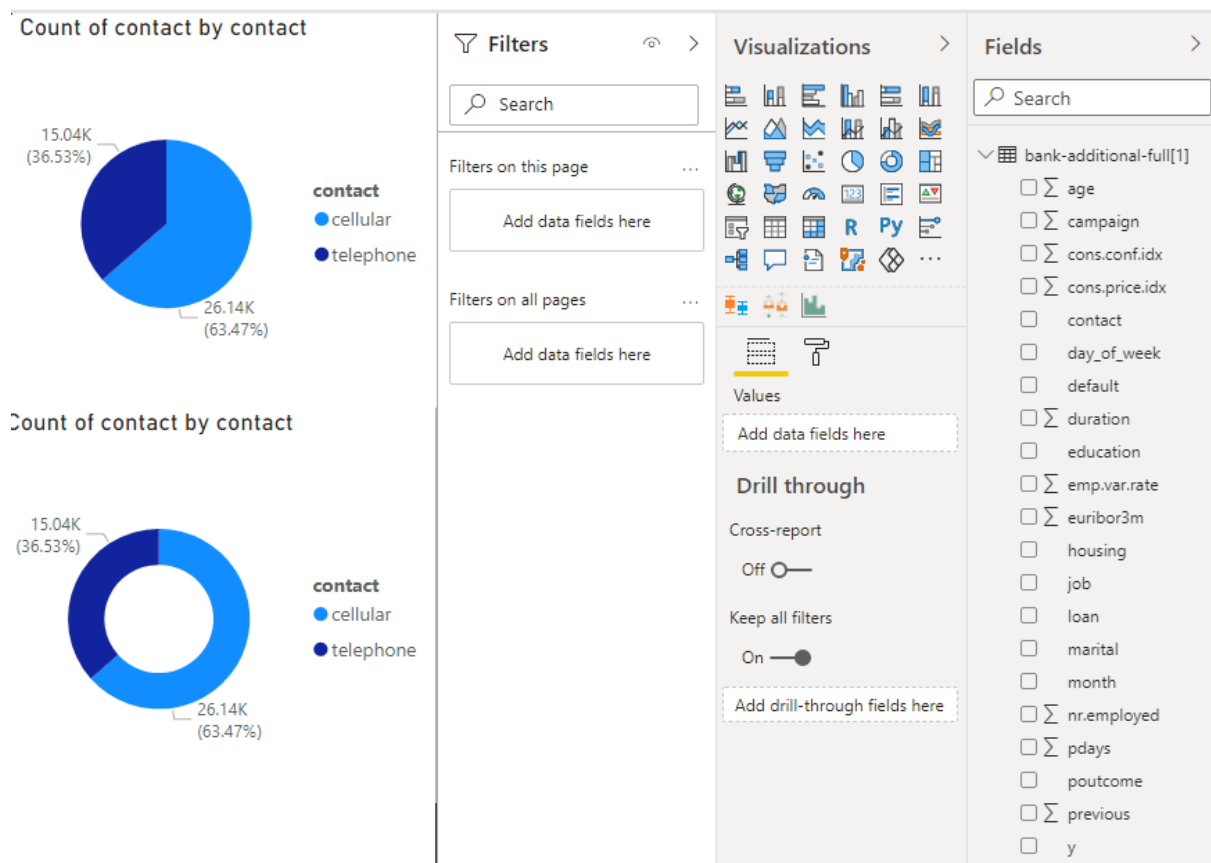 Count of contact by contact
15.04K
(36.53%)
contact
cellular
telephone
26.14K
(63.47%)
Count of contact by contact
15.04K
(36.53%)
contact
cellular
telephone
26.14K
(63.47%)
Filters
Search
Filters on this page
...
Add data fields here
Filters on all pages
...
Add data fields here
Visualizations
123
R
Py
...
Values
Add data fields here
Drill through
Cross-report
Off
Keep all filters
On
Add drill-through fields here
Fields
Search
bank-additional-full[1]
∑ age
∑ campaign
∑ cons.conf.idx
∑ cons.price.idx
contact
day_of_week
default
∑ duration
education
∑ emp.var.rate
∑ euribor3m
housing
job
loan
marital
month
∑ nr.employed
∑ pdays
poutcome
∑ previous
y